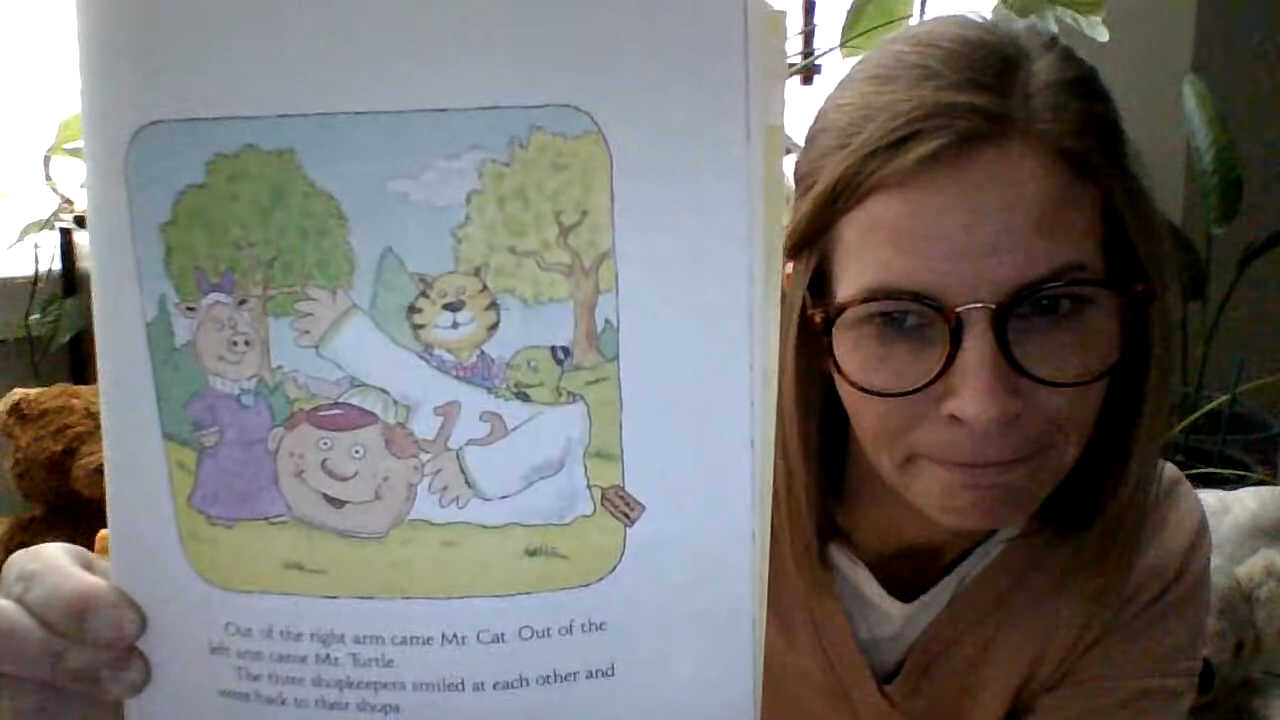 12
Out of the right arm came Mr. Cat. Out of the
left arm came Mr. Turtle.
The three shopkeepers smiled at each other and
went back to their shops.